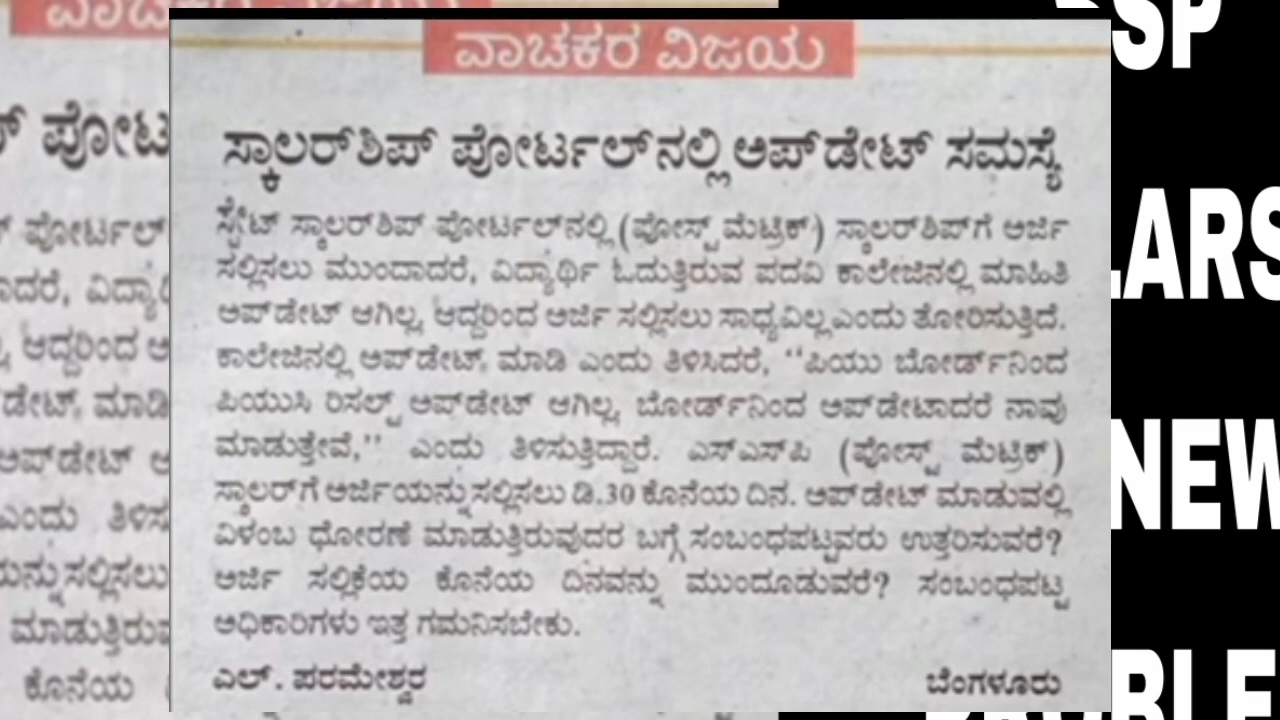 ವಾಚಕರ ವಿಜಯ
ಸ್ಕಾಲರ್‌ಶಿಪ್ ಪೋರ್ಟಲ್‌ನಲ್ಲಿ ಅಪ್‌ಡೇಟ್ ಸಮಸ್ಯೆ
ಸ್ಟೇಟ್ ಸ್ಕಾಲರ್‌ಶಿಪ್ ಪೋರ್ಟಲ್‌ನಲ್ಲಿ (ಪೋಸ್ಟ್ ಮೆಟ್ರಿಕ್) ಸ್ಕಾಲರ್‌ಶಿಪ್‌ಗೆ ಅರ್ಜಿ
ಸಲ್ಲಿಸಲು ಮುಂದಾದರೆ, ವಿದ್ಯಾರ್ಥಿ ಓದುತ್ತಿರುವ ಪದವಿ ಕಾಲೇಜಿನಲ್ಲಿ ಮಾಹಿತಿ
ಅಪ್‌ಡೇಟ್ ಆಗಿಲ್ಲ, ಆದ್ದರಿಂದ ಅರ್ಜಿ ಸಲ್ಲಿಸಲು ಸಾಧ್ಯವಿಲ್ಲ ಎಂದು ತೋರಿಸುತ್ತಿದೆ.
ಕಾಲೇಜಿನಲ್ಲಿ ಅಪ್‌ಡೇಟ್ ಮಾಡಿ ಎಂದು ತಿಳಿಸಿದರೆ, ‘‘ಪಿಯು ಬೋರ್ಡ್‌ನಿಂದ
ಪಿಯುಸಿ ರಿಸಲ್ಟ್ ಅಪ್‌ಡೇಟ್ ಆಗಿಲ್ಲ, ಬೋರ್ಡ್‌ನಿಂದ ಅಪ್‌ಡೇಟಾದರೆ ನಾವು
ಮಾಡುತ್ತೇವೆ,’’ ಎಂದು ತಿಳಿಸುತ್ತಿದ್ದಾರೆ. ಎಸ್‌ಎಸ್‌ಪಿ (ಪೋಸ್ಟ್ ಮೆಟ್ರಿಕ್)
ಸ್ಕಾಲರ್‌ಗೆ ಅರ್ಜಿಯನ್ನು ಸಲ್ಲಿಸಲು ಡಿ.30 ಕೊನೆಯ ದಿನ. ಅಪ್‌ಡೇಟ್ ಮಾಡುವಲ್ಲಿ
ವಿಳಂಬ ಧೋರಣೆ ಮಾಡುತ್ತಿರುವುದರ ಬಗ್ಗೆ ಸಂಬಂಧಪಟ್ಟವರು ಉತ್ತರಿಸುವರೆ?
ಅರ್ಜಿ ಸಲ್ಲಿಕೆಯ ಕೊನೆಯ ದಿನವನ್ನು ಮುಂದೂಡುವರೆ? ಸಂಬಂಧಪಟ್ಟ
ಅಧಿಕಾರಿಗಳು ಇತ್ತ ಗಮನಿಸಬೇಕು.
ಎಲ್. ಪರಮೇಶ್ವರ ಬೆಂಗಳೂರು
SP
LARS
NEW